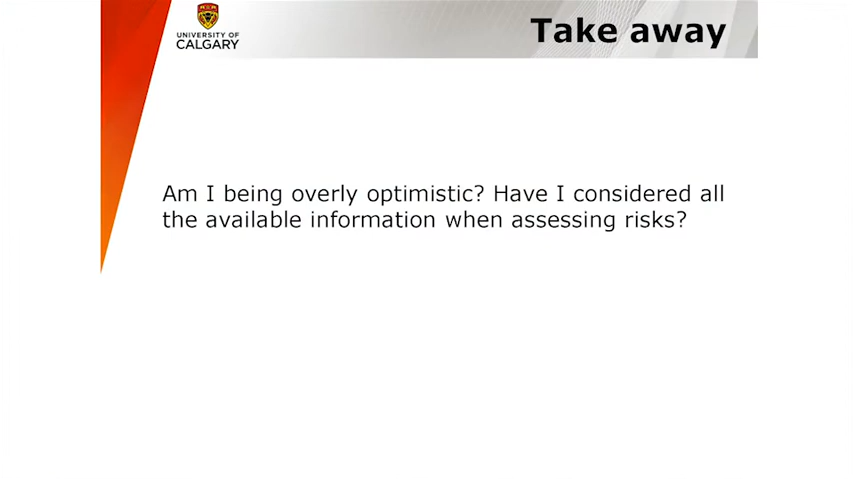 UNIVERSITY OF
CALGARY
Take away
Am I being overly optimistic? Have I considered all
the available information when assessing risks?